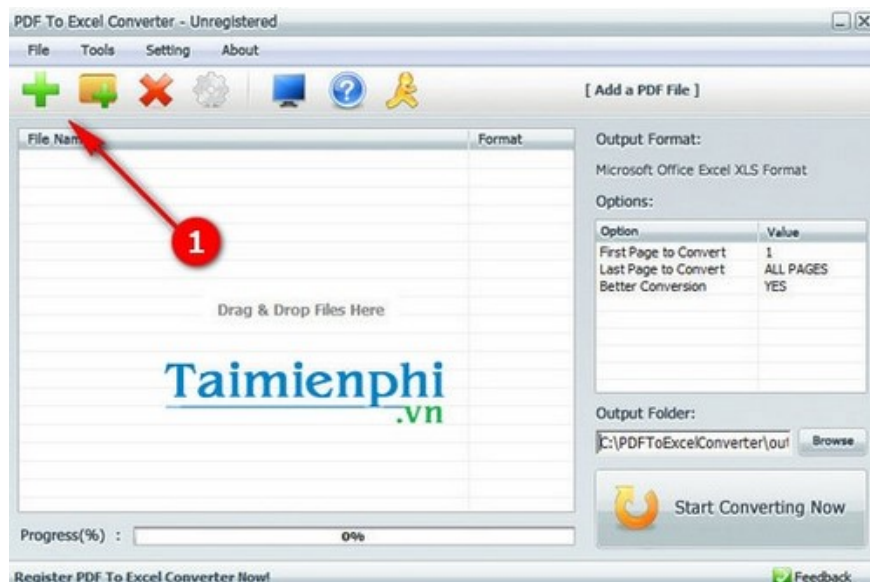 PDF To Excel Converter - Unregistered
File Tools Setting About
[ Add a PDF File ]
File Nam Format
1
Drag & Drop Files Here
Taimienphi
.vn
Output Format:
Microsoft Office Excel XLS Format
Options:
Option Value
First Page to Convert 1
Last Page to Convert ALL PAGES
Better Conversion YES
Output Folder:
C:\PDFToExcelConverter\out Browse
Start Converting Now
Progress(%) : 0%
Register PDF To Excel Converter Now! Feedback